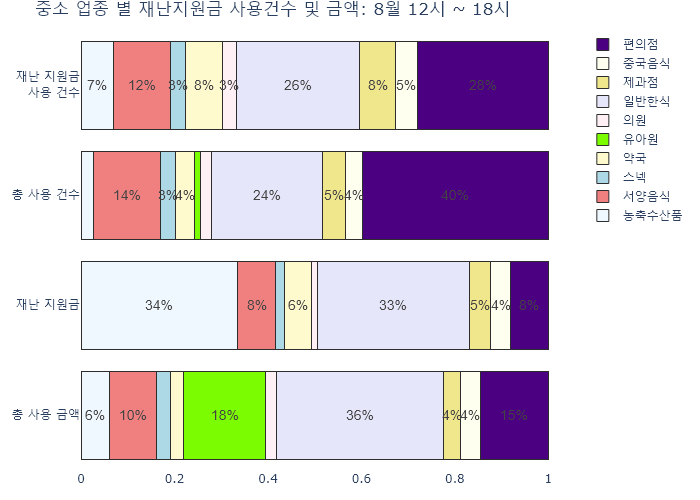 중소 업종 별 재난지원금 사용건수 및 금액: 8월 12시 ~ 18시
재난 지원금
사용 건수
7%
12%
3%
8%
3%
26%
8%
5%
28%
총 사용 건수
14%
3%
4%
24%
5%
4%
40%
재난 지원금
34%
8%
6%
33%
5%
4%
8%
총 사용 금액
6%
10%
18%
36%
4%
4%
15%
0
0.2
0.4
0.6
0.8
1
편의점
중국음식
제과점
일반한식
의원
유아원
약국
스넥
서양음식
농축수산품